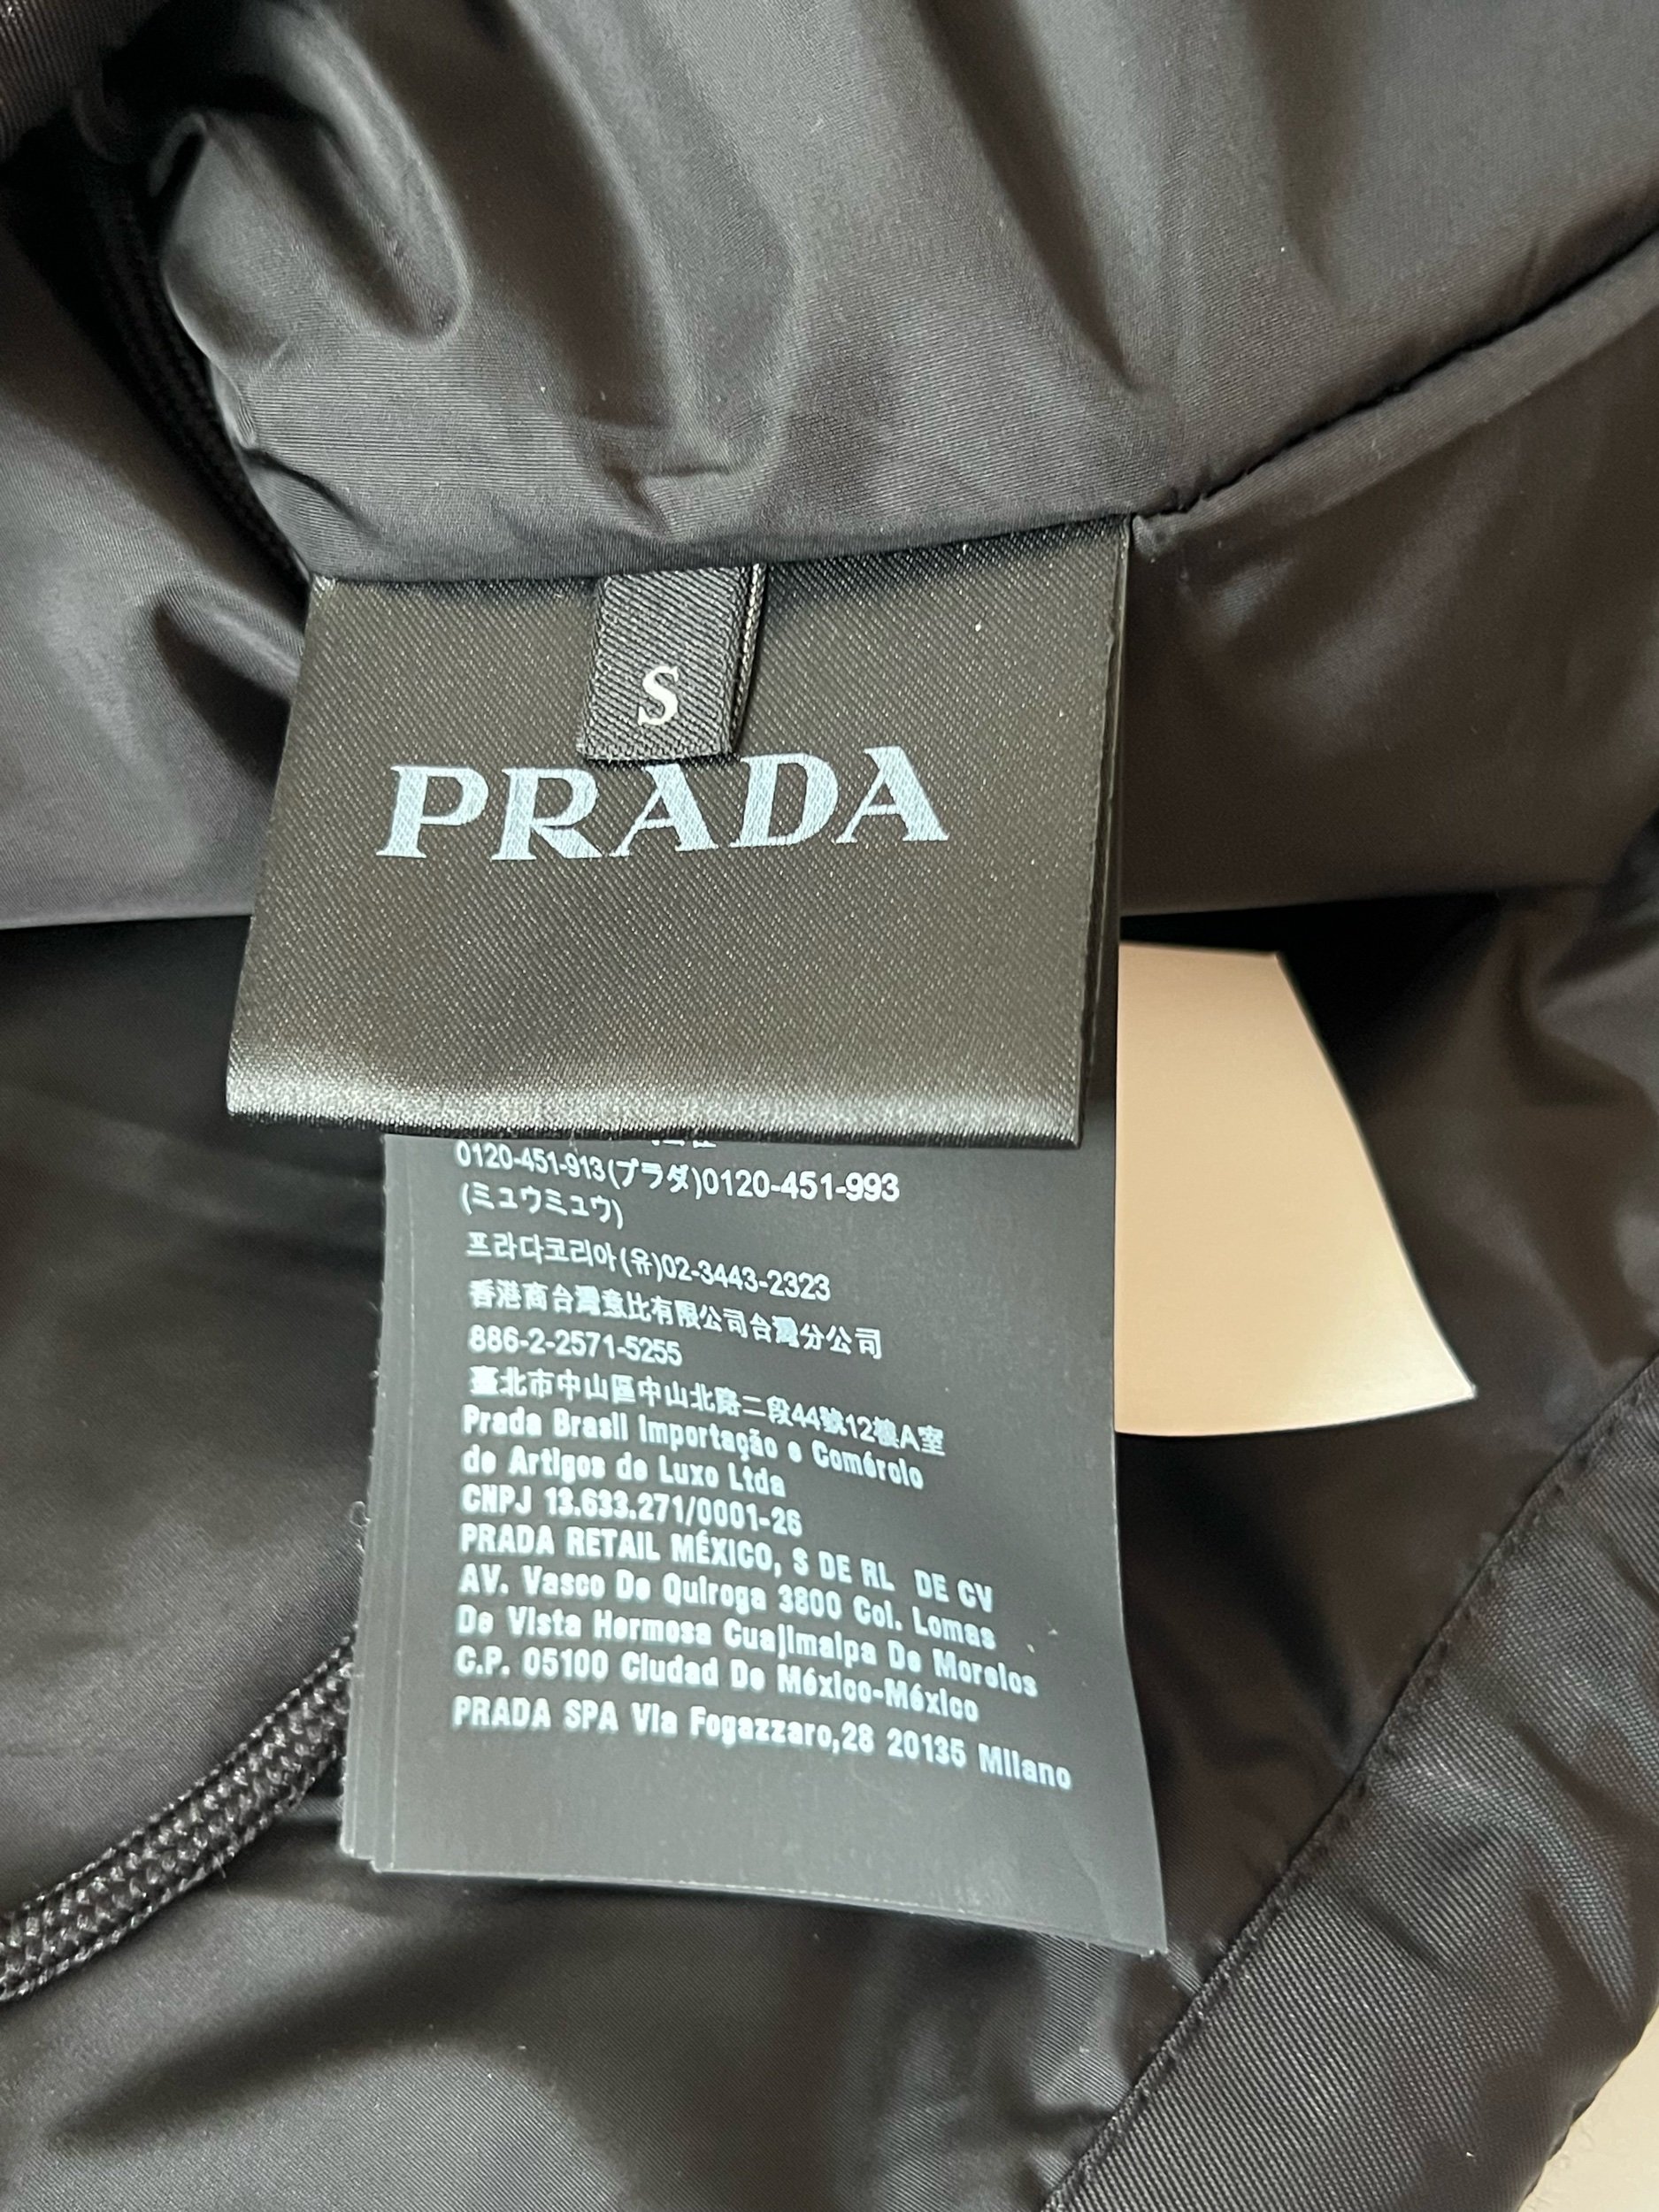 S
PRADA
0120-451-913(プラダ)0120-451-993
(ミュウミュウ)
프라다코리아(유)02-3443-2323
香港商台灣意比有限公司台灣分公司
886-2-2571-5255
臺北市中山區中山北路二段44號12樓A室
Prada Brasil Importação e Comércio
de Artigos de Luxo Ltda
CNPJ 13.633.271/0001-26
PRADA RETAIL MÉXICO, S DE RL DE CV
AV. Vasco De Quiroga 3800 Col. Lomas
De Vista Hermosa Cuajimalpa De Morelos
C.P. 05100 Ciudad De México-México
PRADA SPA Via Fogazzaro,28 20135 Milano